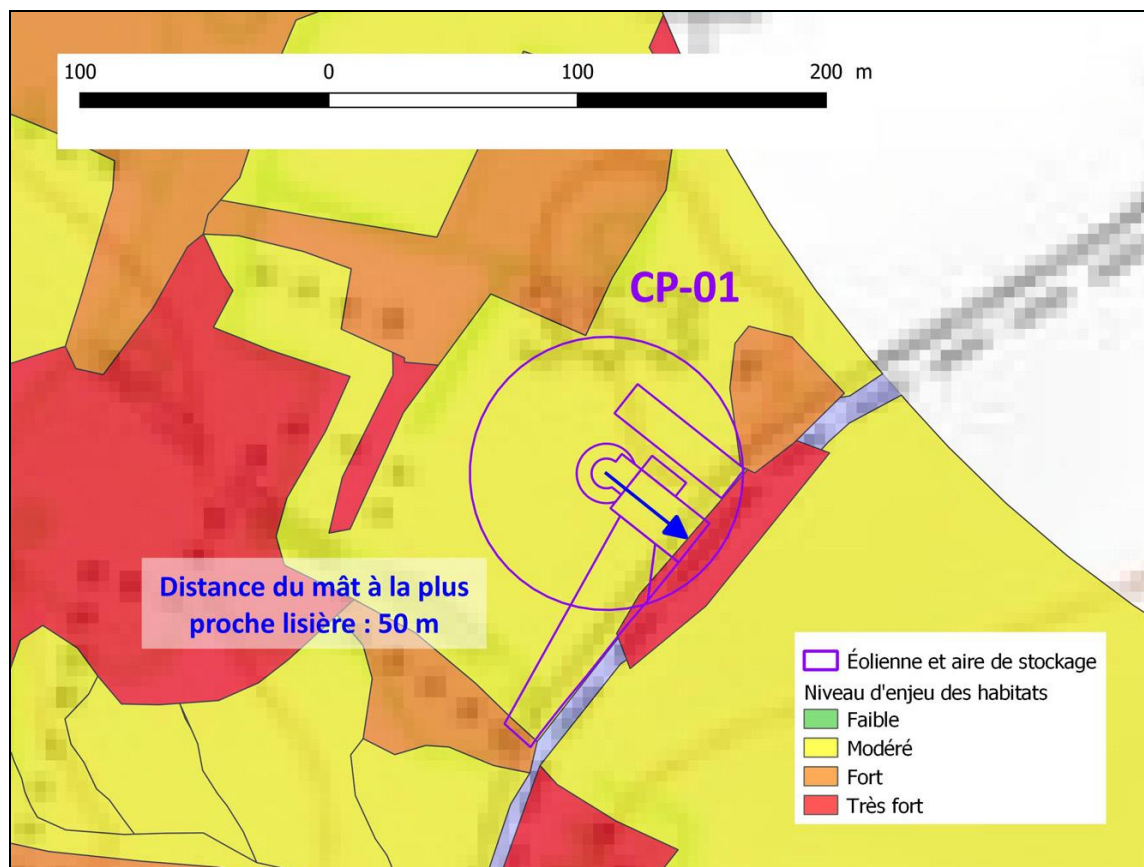 100 0 100 200 m
CP-01
Distance du mât à la plus
proche lisière : 50 m
Éolienne et aire de stockage
Niveau d'enjeu des habitats
Faible
Modéré
Fort
Très fort